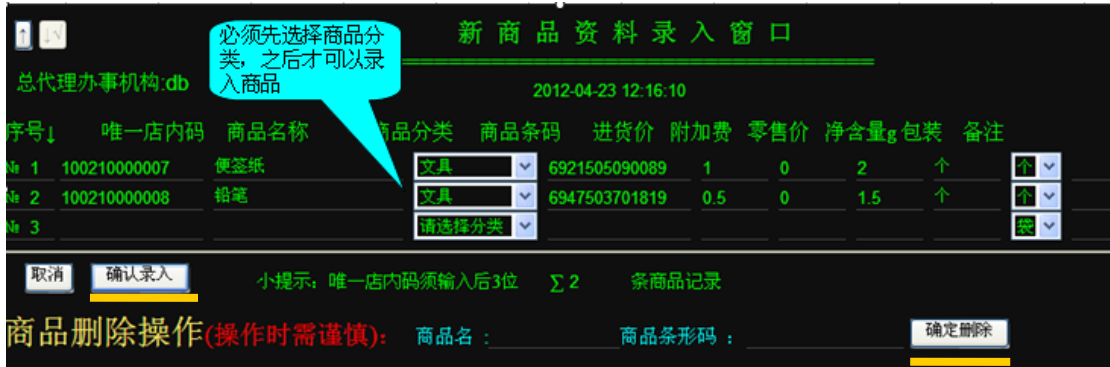 必须先选择商品分
类，之后才可以录
入商品
新商品资料录入窗口
总代理办事机构:db
2012-04-23 12:16:10
序号↓ 唯一店内码 商品名称 商品分类 商品条码 进货价 附加费 零售价 净含量g 包装 备注
№ 1 100210000007 便签纸 文具 6921505090089 1 0 2 个 个
№ 2 100210000008 铅笔 文具 6947503701819 0.5 0 1.5 个 个
№ 3 请选择分类 袋
取消 确认录入 小提示：唯一店内码须输入后3位 ∑ 2 条商品记录
商品删除操作(操作时需谨慎)： 商品名： 商品条形码： 确定删除